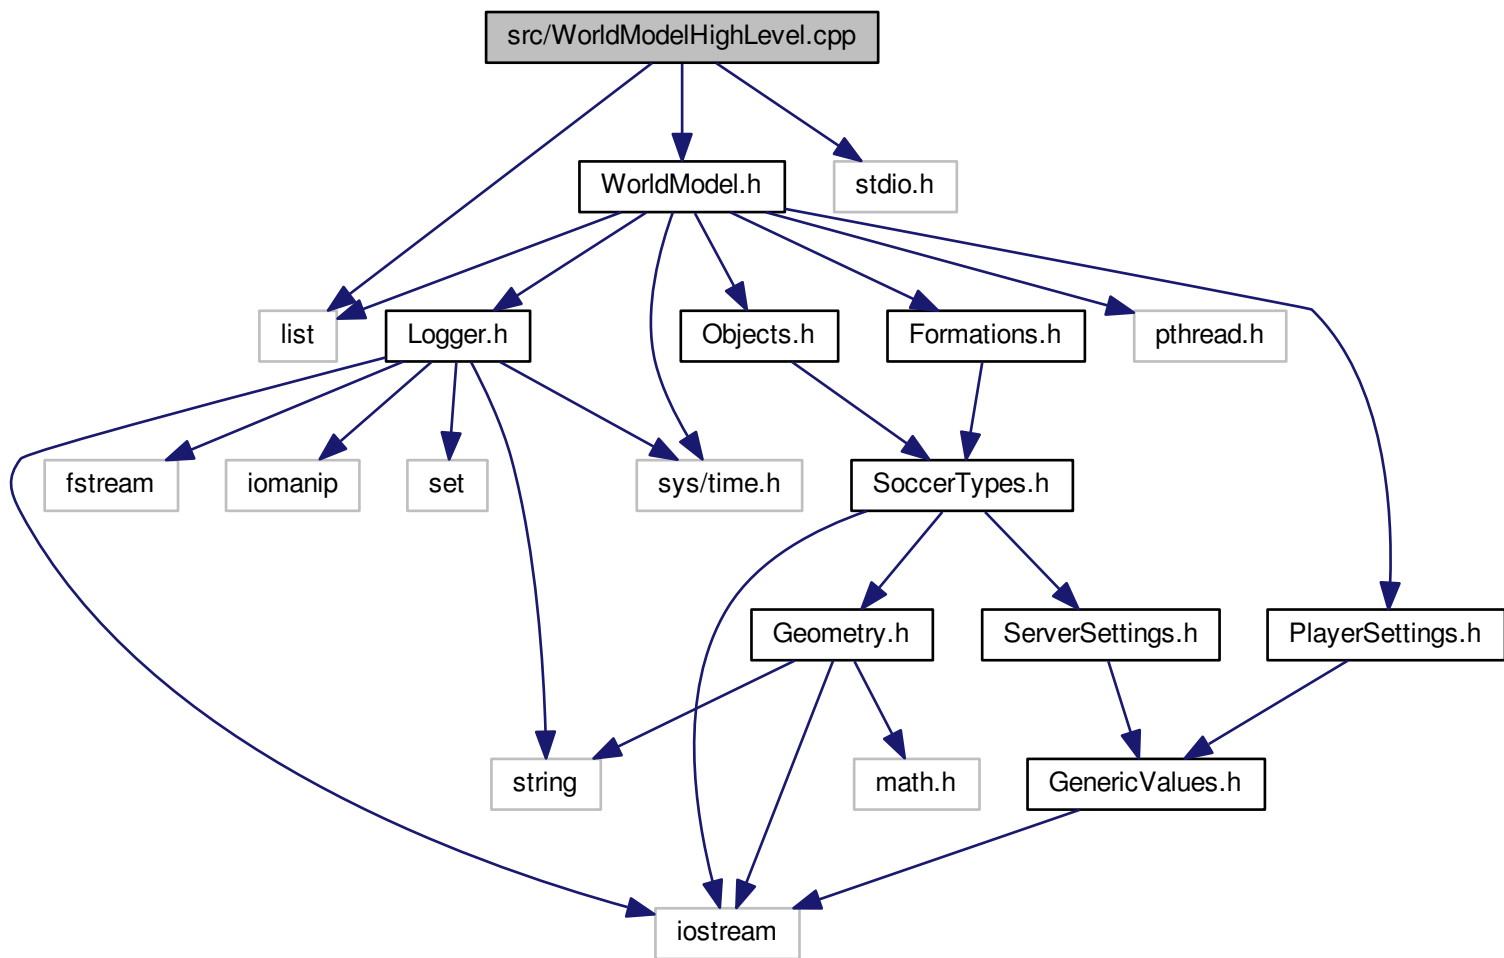 src/WorldModelHighLevel.cpp
WorldModel.h
stdio.h
list
Logger.h
Objects.h
Formations.h
pthread.h
fstream
iomanip
set
sys/time.h
SoccerTypes.h
Geometry.h
ServerSettings.h
PlayerSettings.h
string
math.h
GenericValues.h
iostream